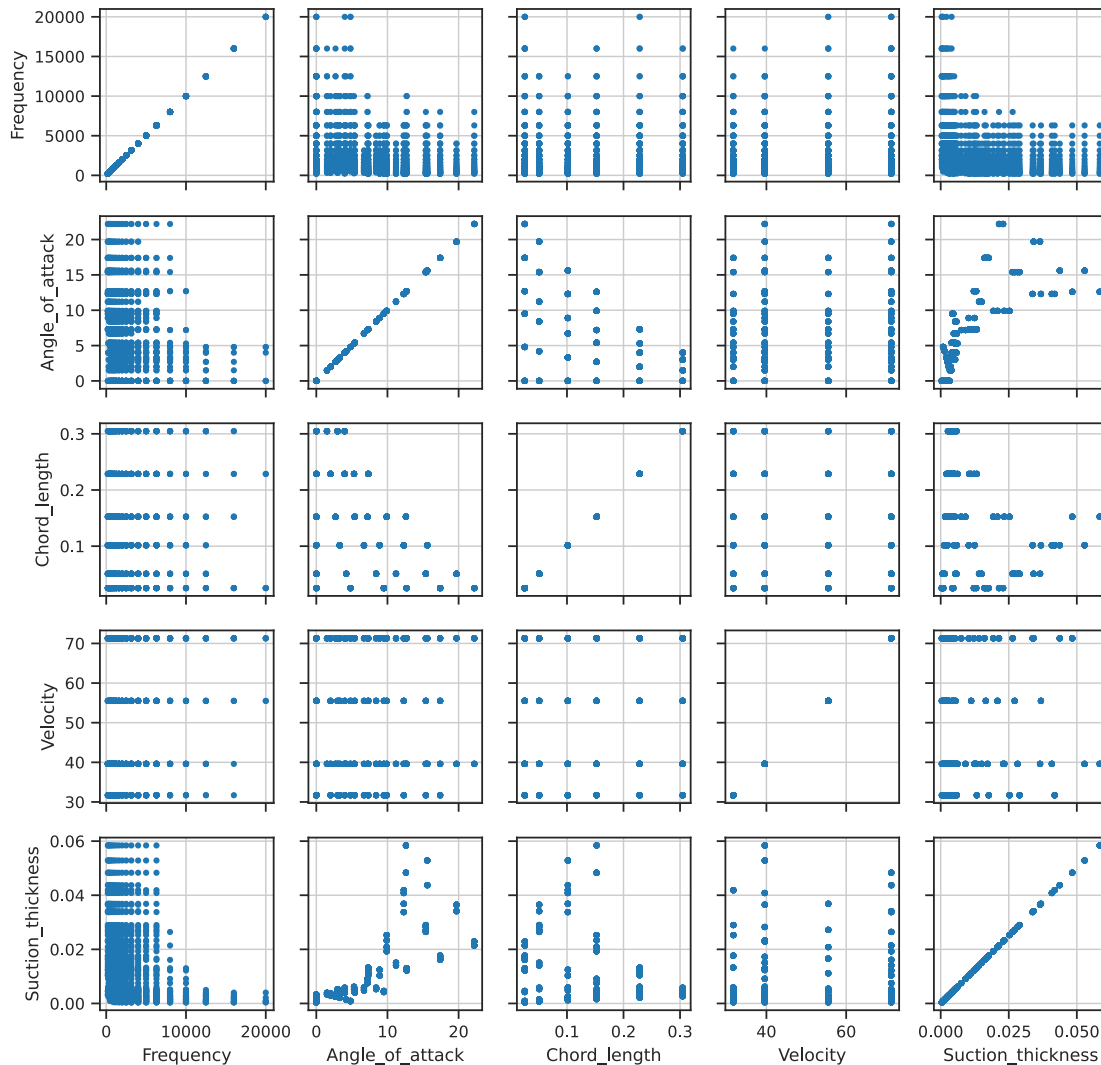 20000
15000
10000
5000
0
Frequency
20
15
10
5
0
Angle_of_attack
0.3
0.2
0.1
Chord_length
70
60
50
40
30
Velocity
0.06
0.04
0.02
0.00
Suction_thickness
0 10000 20000
Frequency
0 10 20
Angle_of_attack
0.1 0.2 0.3
Chord_length
40 60
Velocity
0.000 0.025 0.050
Suction_thickness